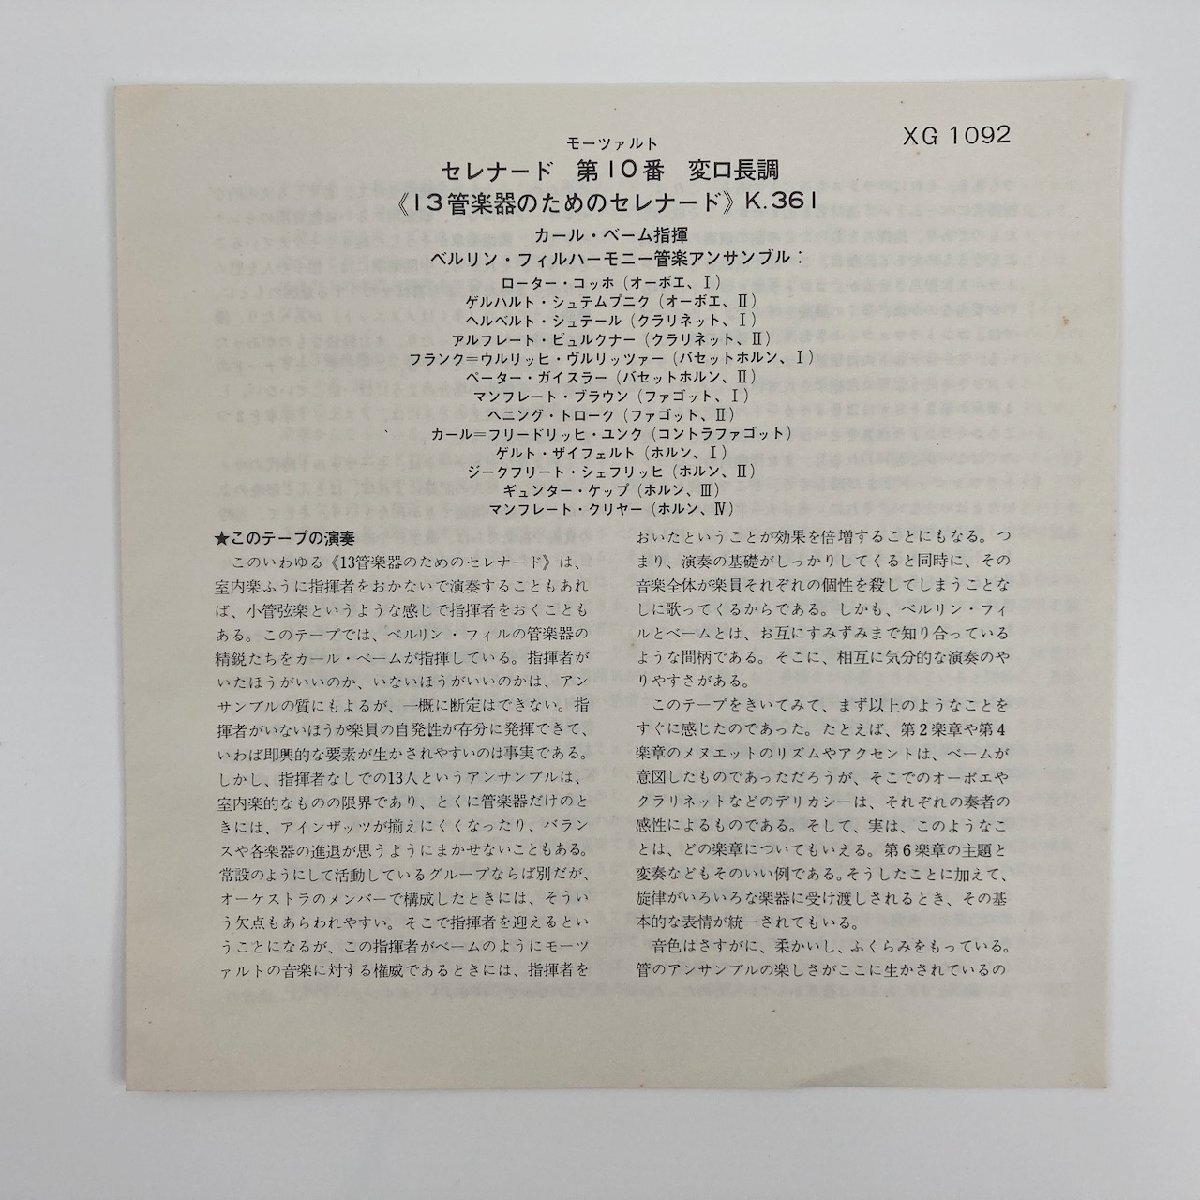 XG 1092
モーツァルト
セレナード 第10番 変ロ長調
《13管楽器のためのセレナード》K.361
カール・ベーム指揮
ベルリン・フィルハーモニー管楽アンサンブル：
ローター・コッホ（オーボエ、Ⅰ）
ゲルハルト・シュテムプニク（オーボエ、Ⅱ）
ヘルベルト・シュテール（クラリネット、Ⅰ）
アルフレート・ビュルクナー（クラリネット、Ⅱ）
フランク＝ウルリッヒ・ヴルリッツァー（バセットホルン、Ⅰ）
ペーター・ガイスラー（バセットホルン、Ⅱ）
マンフレート・ブラウン（ファゴット、Ⅰ）
ヘニング・トローク（ファゴット、Ⅱ）
カール＝フリードリッヒ・ユンク（コントラファゴット）
ゲルト・ザイフェルト（ホルン、Ⅰ）
ジークフリート・シェフリッヒ（ホルン、Ⅱ）
ギュンター・ケップ（ホルン、Ⅲ）
マンフレート・クリヤー（ホルン、Ⅳ）
★このテープの演奏
このいわゆる《13管楽器のためのセレナード》は、
室内楽ふうに指揮者をおかないで演奏することもあれ
ば、小管弦楽というような感じで指揮者をおくことも
ある。このテープでは、ベルリン・フィルの管楽器の
精鋭たちをカール・ベームが指揮している。指揮者が
いたほうがいいのか、いないほうがいいのかは、アン
サンブルの質にもよるが、一概に断定はできない。指
揮者がいないほうが楽員の自発性が存分に発揮できて、
いわば即興的な要素が生かされやすいのは事実である。
しかし、指揮者なしでの13人というアンサンブルは、
室内楽的なものの限界であり、とくに管楽器だけのと
きには、アインザッツが揃えにくくなったり、バラン
スや各楽器の進退が思うようにまかせないこともある。
常設のようにして活動しているグループならば別だが、
オーケストラのメンバーで構成したときには、そうい
う欠点もあらわれやすい。そこで指揮者を迎えるとい
うことになるが、この指揮者がベームのようにモーツ
ァルトの音楽に対する権威であるときには、指揮者を
おいたということが効果を倍増することにもなる。つ
まり、演奏の基礎がしっかりしてくると同時に、その
音楽全体が楽員それぞれの個性を殺してしまうことな
しに歌ってくるからである。しかも、ベルリン・フィ
ルとベームとは、お互にすみずみまで知り合っている
ような間柄である。そこに、相互に気分的な演奏のや
りやすさがある。
このテープをきいてみて、まず以上のようなことを
すぐに感じたのであった。たとえば、第2楽章や第4
楽章のメヌエットのリズムやアクセントは、ベームが
意図したものであっただろうが、そこでのオーボエや
クラリネットなどのデリカシーは、それぞれの奏者の
感性によるものである。そして、実は、このようなこ
とは、どの楽章についてもいえる。第6楽章の主題と
変奏などもそのいい例である。そうしたことに加えて、
旋律がいろいろな楽器に受け渡しされるとき、その基
本的な表情が統一されてもいる。
音色はさすがに、柔かいし、ふくらみをもっている。
管のアンサンブルの楽しさがここに生かされているの